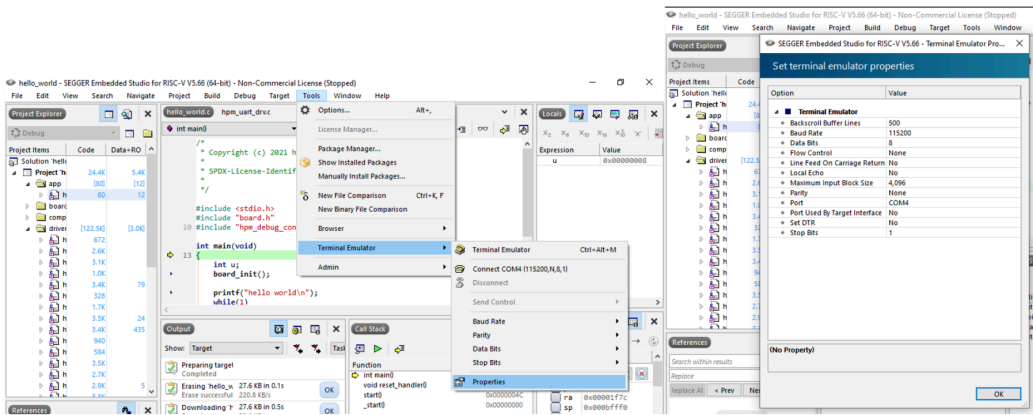 hello_world - SEGGER Embedded Studio for RISC-V V5.66 (64-bit) - Non-Commercial License (Stopped)
File Edit View Search Navigate Project Build Debug Target Tools Window Help
Project Explorer
Debug
Project Items Code Data+RO
Solution 'hello
Project 'h 24.4K 5.4K
app [80] [12]
h 80 12
board
comp
driver [122.5K] [3.0K]
h 672
h 2.6K
h 3.1K
h 1.0K
h 3.4K 79
h 328
h 1.7K
h 3.5K 24
h 3.4K 435
h 940
h 584
h 3.5K
h 2.7K
h 2.9K 5
References
hello_world.c hpm_uart_drv.c
int main()
/*
* Copyright (c) 2021 h
*
* SPDX-License-Identif
*
*/
#include <stdio.h>
#include "board.h"
10 #include "hpm_debug_con
int main(void)
13 {
int u;
board_init();
printf("hello world\n");
while(1)
Options... Alt+,
License Manager...
Package Manager...
Show Installed Packages
Manually Install Packages...
New File Comparison Ctrl+K, F
New Binary File Comparison
Browser
Terminal Emulator
Admin
Terminal Emulator Ctrl+Alt+M
Connect COM4 (115200,N,8,1)
Disconnect
Send Control
Baud Rate
Parity
Data Bits
Stop Bits
Properties
Locals
Expression Value
u 0x00000008
Output
Show: Target Task
Preparing target
Completed
Erasing 'hello_w 27.6 KB in 0.1s
Erase successful 220.8 KB/s OK
Downloading 'h 27.6 KB in 0.5s OK
Call Stack
Function
int main()
void reset_handler()
start() 0x0000004C
_start() 0x00000000
ra 0x00001f7c
sp 0x000bfff0
hello_world - SEGGER Embedded Studio for RISC-V V5.66 (64-bit) - Non-Commercial License (Stopped)
File Edit View Search Navigate Project Build Debug Target Tools Window
Project Explorer
Debug
Project Items Code
Solution 'hello
Project 'h 24.4
app
board
comp
driver [122.5
References
Search within results
Replace
Replace All < Prev Nex
SEGGER Embedded Studio for RISC-V V5.66 - Terminal Emulator Pro...
Set terminal emulator properties
Option Value
Terminal Emulator
Backscroll Buffer Lines 500
Baud Rate 115200
Data Bits 8
Flow Control None
Line Feed On Carriage Return No
Local Echo No
Maximum Input Block Size 4,096
Parity None
Port COM4
Port Used By Target Interface No
Set DTR No
Stop Bits 1
(No Property)
OK